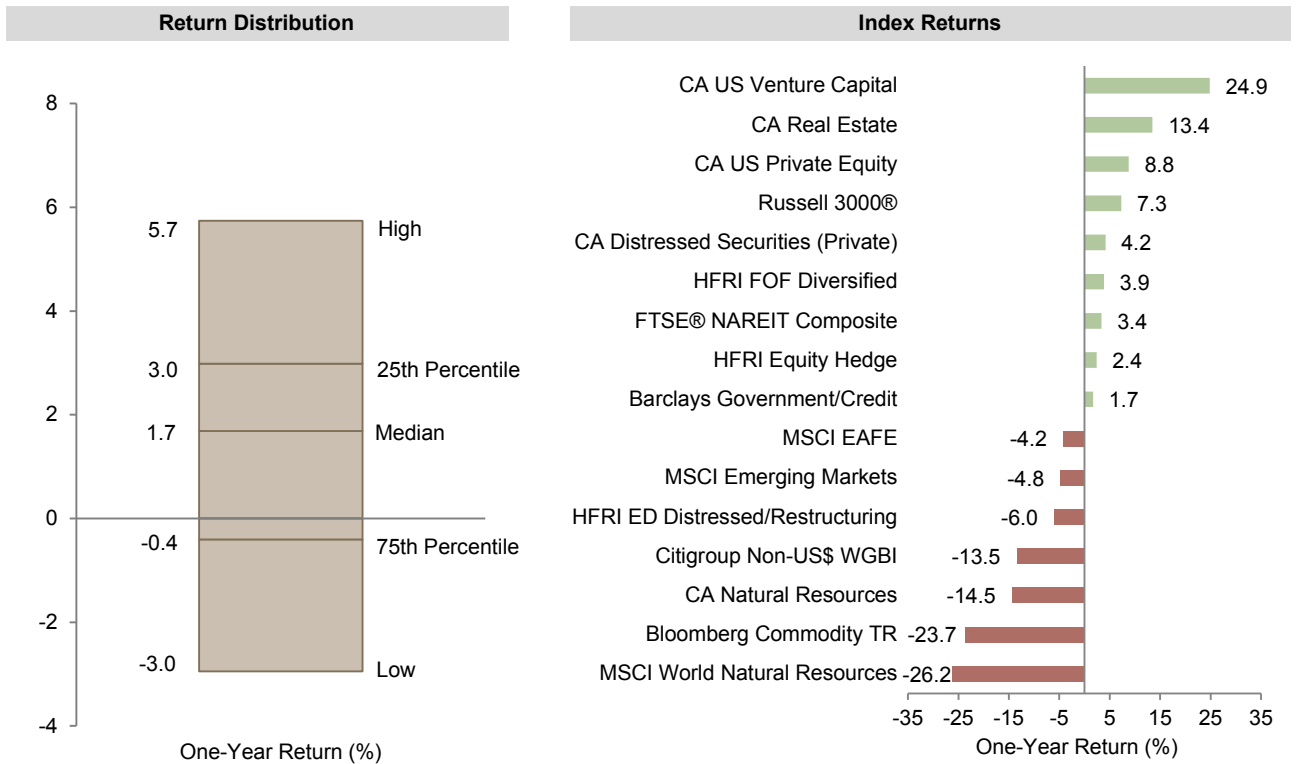 Return Distribution
8
6
4
2
0
-2
-4
5.7
High
3.0
25th Percentile
1.7
Median
-0.4
75th Percentile
-3.0
Low
One-Year Return (%)
Index Returns
CA US Venture Capital 24.9
CA Real Estate 13.4
CA US Private Equity 8.8
Russell 3000® 7.3
CA Distressed Securities (Private) 4.2
HFRI FOF Diversified 3.9
FTSE® NAREIT Composite 3.4
HFRI Equity Hedge 2.4
Barclays Government/Credit 1.7
MSCI EAFE -4.2
MSCI Emerging Markets -4.8
HFRI ED Distressed/Restructuring -6.0
Citigroup Non-US$ WGBI -13.5
CA Natural Resources -14.5
Bloomberg Commodity TR -23.7
MSCI World Natural Resources -26.2
-35 -25 -15 -5 5 15 25 35
One-Year Return (%)